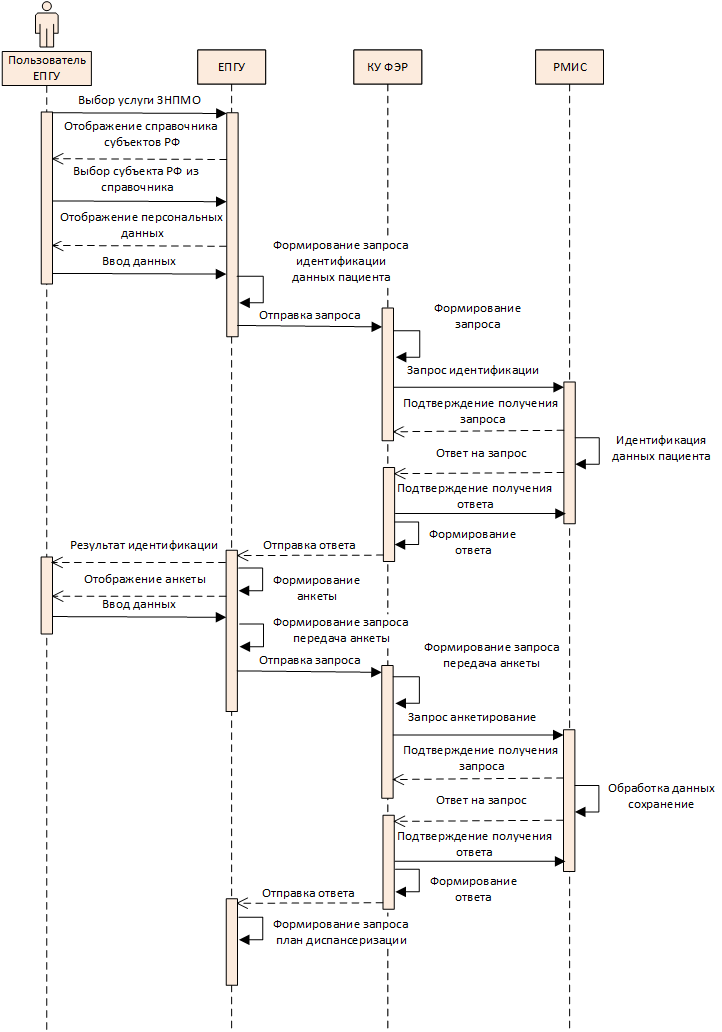 Пользователь
ЕПГУ
ЕПГУ
КУ ФЭР
РМИС
Выбор услуги ЗНПМО
Отображение справочника
субъектов РФ
Выбор субъекта РФ из
справочника
Отображение персональных
данных
Ввод данных
Формирование запроса
идентификации
данных пациента
Отправка запроса
Формирование
запроса
Запрос идентификации
Подтверждение получения
запроса
Идентификация
данных пациента
Ответ на запрос
Подтверждение получения
ответа
Формирование
ответа
Отправка ответа
Результат идентификации
Формирование
анкеты
Отображение анкеты
Ввод данных
Формирование запроса
передача анкеты
Отправка запроса
Формирование запроса
передача анкеты
Запрос анкетирование
Подтверждение получения
запроса
Обработка данных
сохранение
Ответ на запрос
Подтверждение получения
ответа
Формирование
ответа
Отправка ответа
Формирование запроса
план диспансеризации